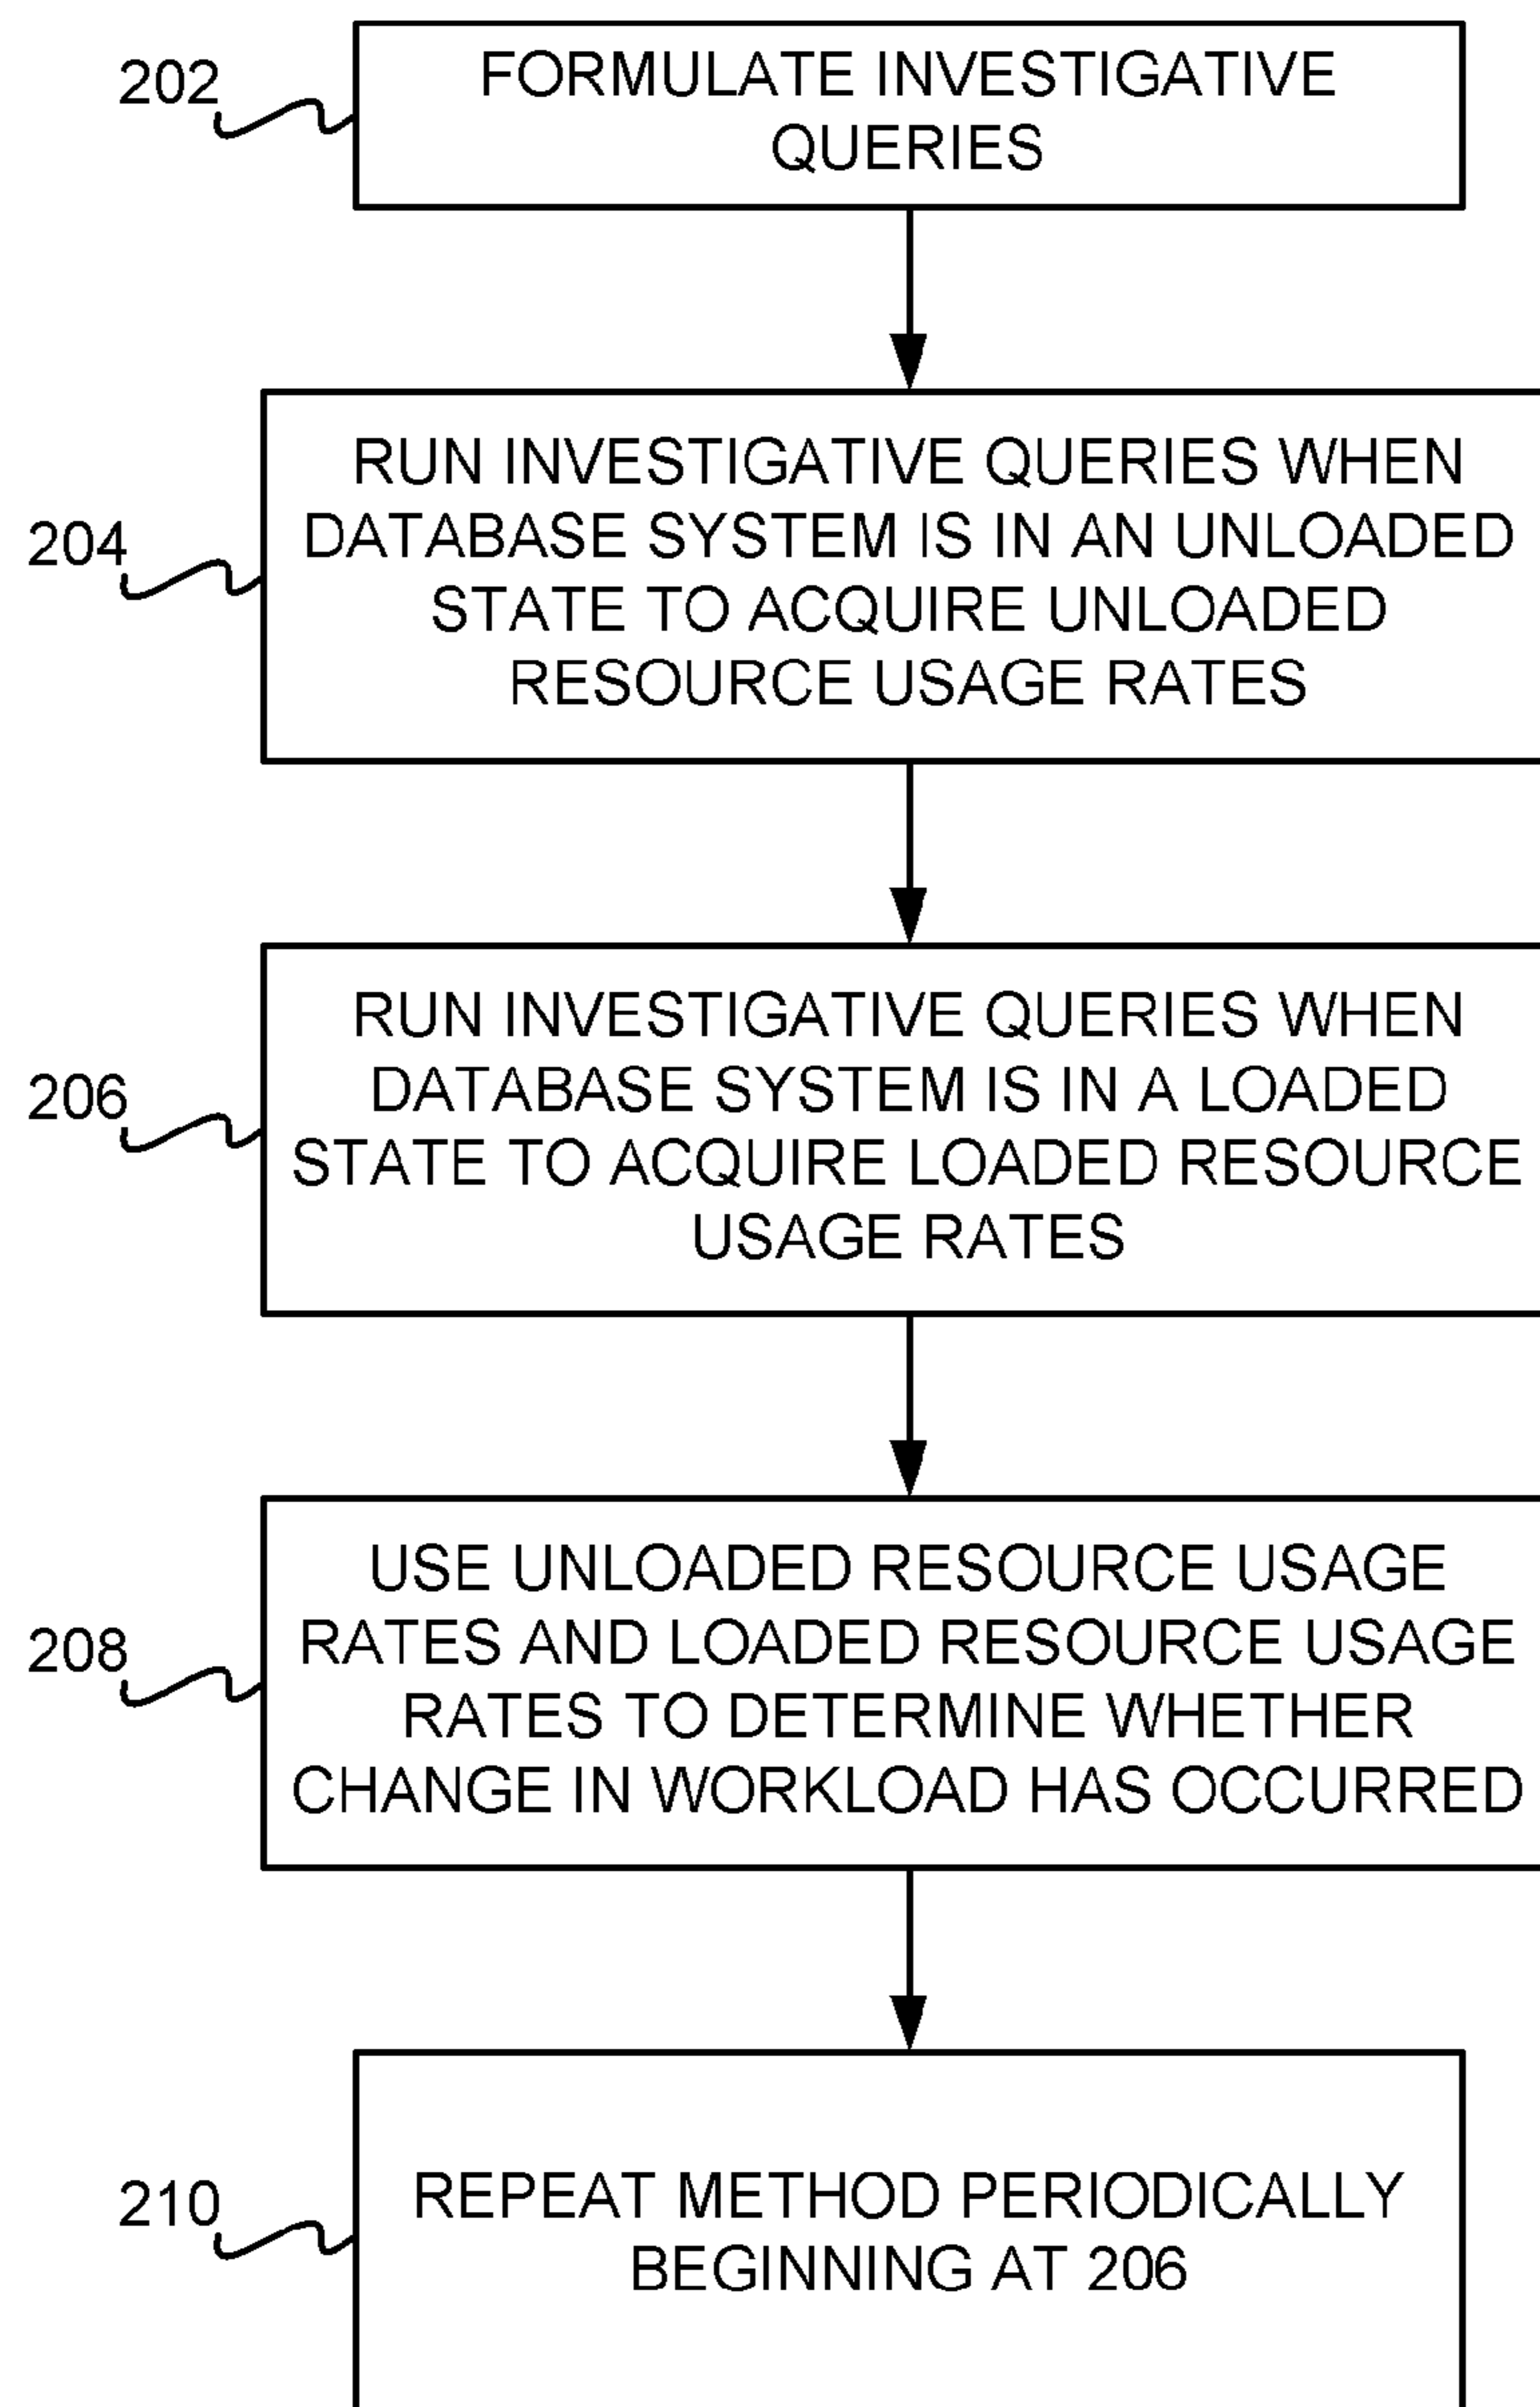 202
FORMULATE INVESTIGATIVE
QUERIES
204
RUN INVESTIGATIVE QUERIES WHEN
DATABASE SYSTEM IS IN AN UNLOADED
STATE TO ACQUIRE UNLOADED
RESOURCE USAGE RATES
206
RUN INVESTIGATIVE QUERIES WHEN
DATABASE SYSTEM IS IN A LOADED
STATE TO ACQUIRE LOADED RESOURCE
USAGE RATES
208
USE UNLOADED RESOURCE USAGE
RATES AND LOADED RESOURCE USAGE
RATES TO DETERMINE WHETHER
CHANGE IN WORKLOAD HAS OCCURRED
210
REPEAT METHOD PERIODICALLY
BEGINNING AT 206